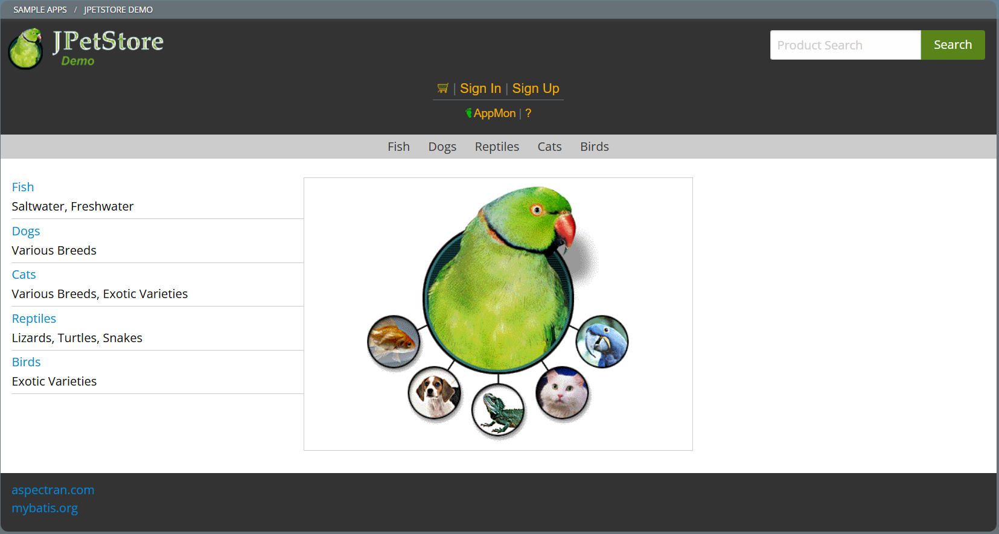 SAMPLE APPS / JPETSTORE DEMO
JPetStore
Demo
Product Search
Search
| Sign In | Sign Up
AppMon | ?
Fish Dogs Reptiles Cats Birds
Fish
Saltwater, Freshwater
Dogs
Various Breeds
Cats
Various Breeds, Exotic Varieties
Reptiles
Lizards, Turtles, Snakes
Birds
Exotic Varieties
aspectran.com
mybatis.org